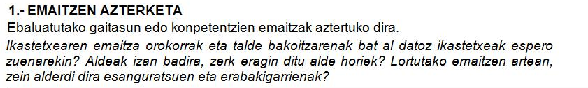 1.- EMAITZEN AZTERKETA
Ebaluatutako gaitasun edo konpetentzien emaitzak aztertuko dira.
Ikastetxearen emaitza orokorrak eta talde bakoitzarenak bat al datoz ikastetxeak espero
zuenarekin? Aldeak izan badira, zerk eragin ditu alde horiek? Lortutako emaitzen artean,
zein alderdi dira esanguratsuen eta erabakigarrienak?